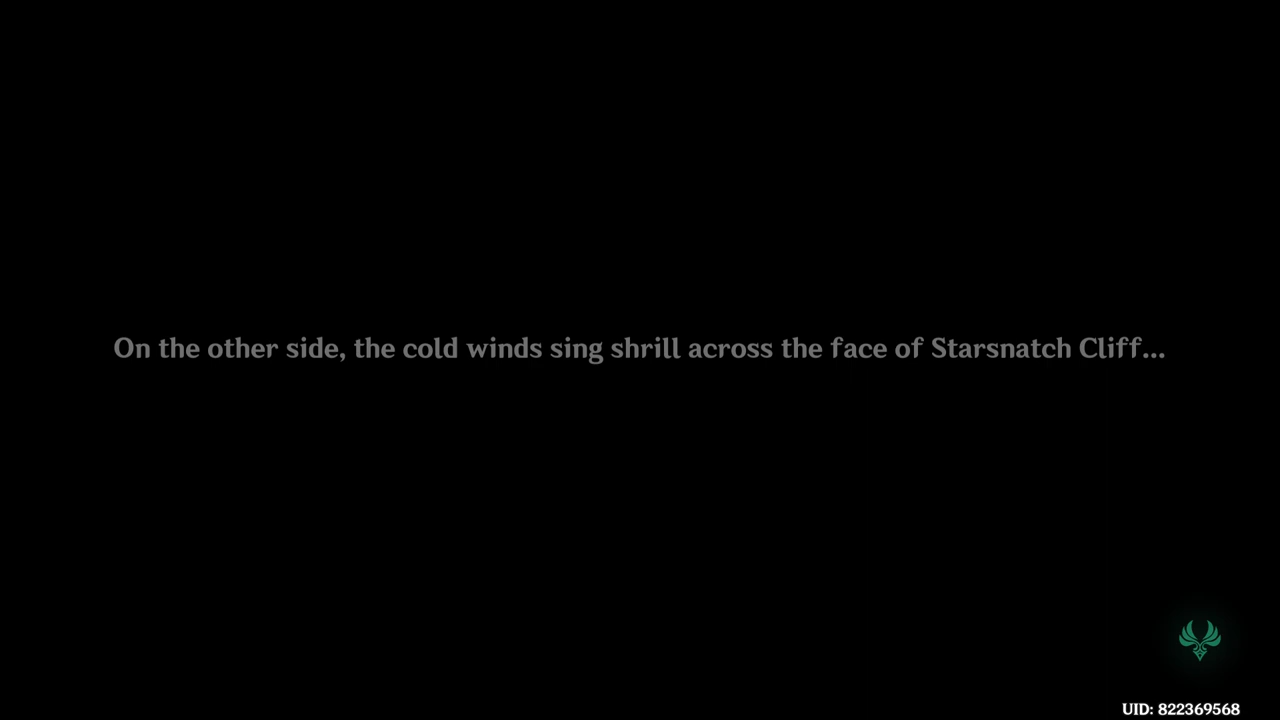 On the other side, the cold winds sing shrill across the face of Starsnatch Cliff...
UID: 822369568